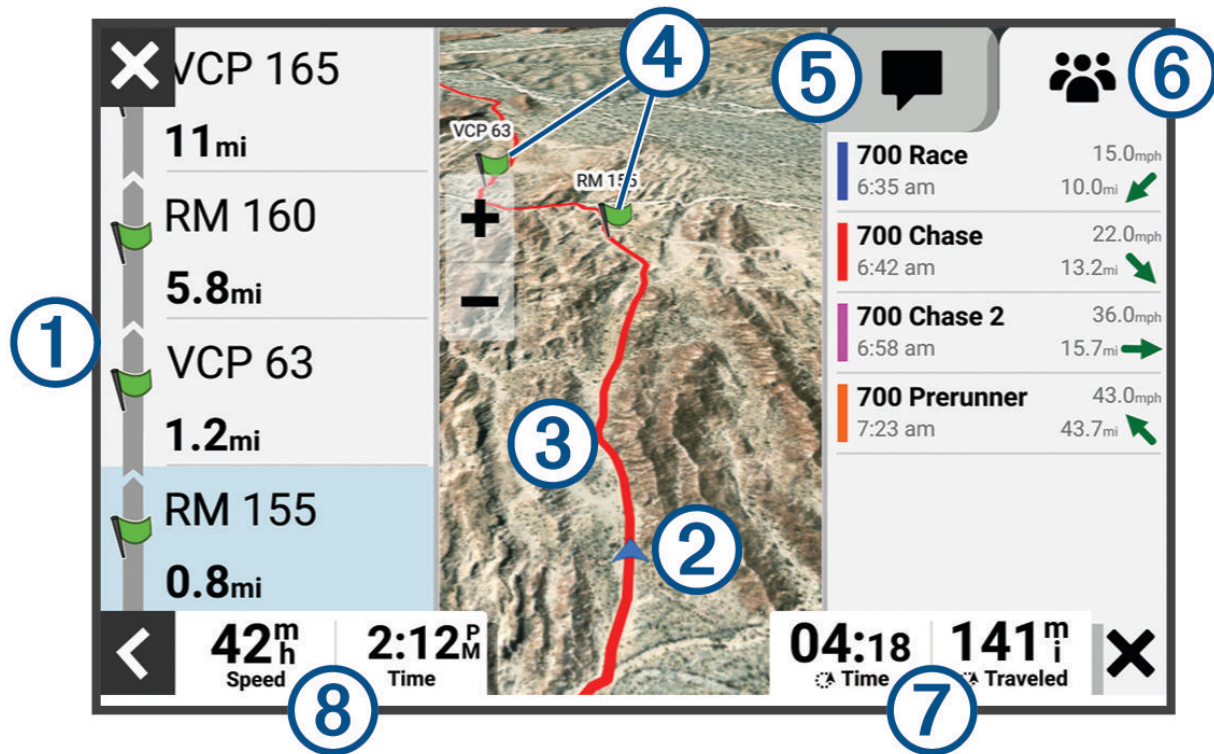 VCP 165
11mi
RM 160
5.8mi
VCP 63
1.2mi
RM 155
0.8mi
1
VCP 63
RM 155
4
+
−
3
2
5
6
700 Race 15.0mph
6:35 am 10.0mi
700 Chase 22.0mph
6:42 am 13.2mi
700 Chase 2 36.0mph
6:58 am 15.7mi
700 Prerunner 43.0mph
7:23 am 43.7mi
42mh 2:12PM
Speed Time
8
04:18 141mi
Time Traveled
7